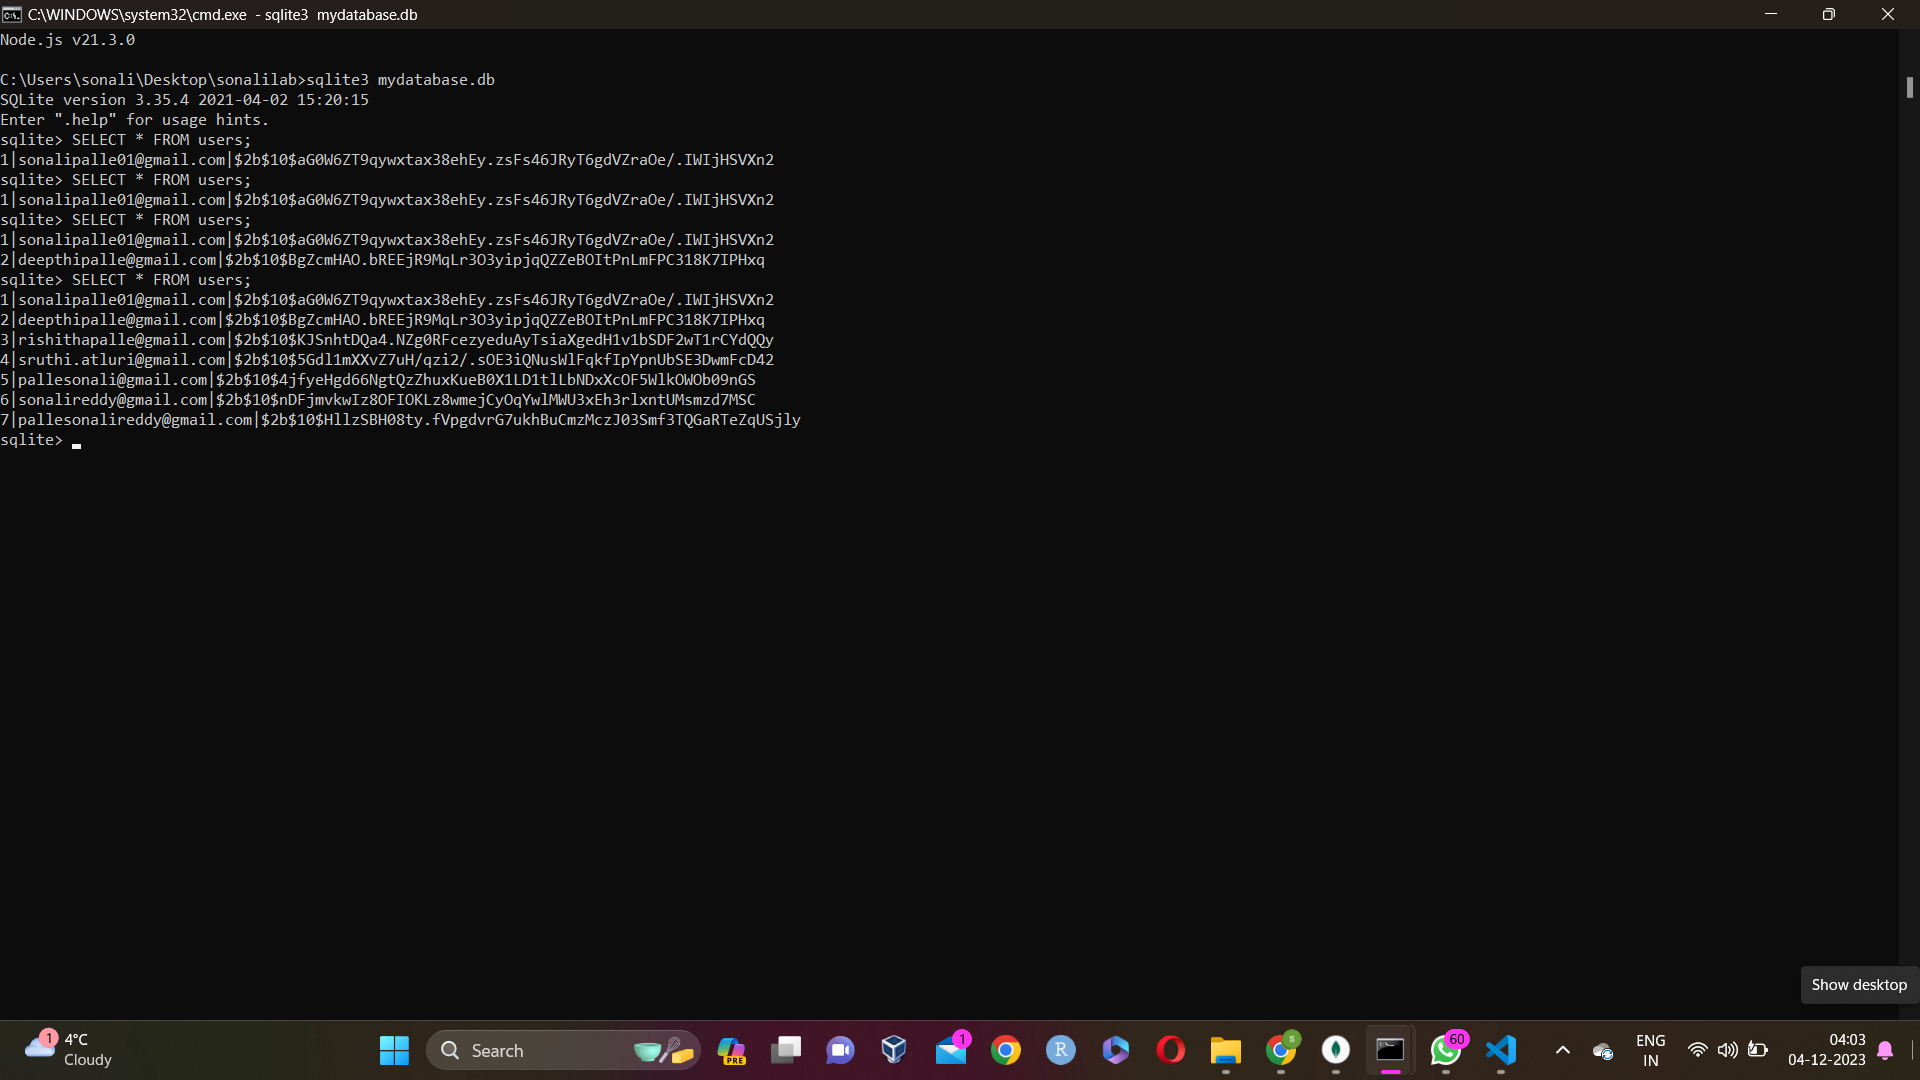 C:\WINDOWS\system32\cmd.exe - sqlite3 mydatabase.db
Node.js v21.3.0
C:\Users\sonali\Desktop\sonalilab>sqlite3 mydatabase.db
SQLite version 3.35.4 2021-04-02 15:20:15
Enter ".help" for usage hints.
sqlite> SELECT * FROM users;
1|sonalipalle01@gmail.com|$2b$10$aG0W6ZT9qywxtax38ehEy.zsFs46JRyT6gdVZraOe/.IWIjHSVXn2
sqlite> SELECT * FROM users;
1|sonalipalle01@gmail.com|$2b$10$aG0W6ZT9qywxtax38ehEy.zsFs46JRyT6gdVZraOe/.IWIjHSVXn2
sqlite> SELECT * FROM users;
1|sonalipalle01@gmail.com|$2b$10$aG0W6ZT9qywxtax38ehEy.zsFs46JRyT6gdVZraOe/.IWIjHSVXn2
2|deepthipalle@gmail.com|$2b$10$BgZcmHAO.bREEjR9MqLr3O3yipjqQZZeBOItPnLmFPC318K7IPHxq
sqlite> SELECT * FROM users;
1|sonalipalle01@gmail.com|$2b$10$aG0W6ZT9qywxtax38ehEy.zsFs46JRyT6gdVZraOe/.IWIjHSVXn2
2|deepthipalle@gmail.com|$2b$10$BgZcmHAO.bREEjR9MqLr3O3yipjqQZZeBOItPnLmFPC318K7IPHxq
3|rishithapalle@gmail.com|$2b$10$KJSnhtDQa4.NZg0RFcezyeduAyTsiaXgedH1v1bSDF2wT1rCYdQQy
4|sruthi.atluri@gmail.com|$2b$10$5Gdl1mXXvZ7uH/qzi2/.sOE3iQNusWlFqkfIpYpnUbSE3DwmFcD42
5|pallesonali@gmail.com|$2b$10$4jfyeHgd66NgtQzZhuxKueB0X1LD1tlLbNDxXcOF5WlkOWOb09nGS
6|sonalireddy@gmail.com|$2b$10$nDFjmvkwIz8OFIOKLz8wmejCyOqYwlMWU3xEh3rlxntUMsmzd7MSC
7|pallesonalireddy@gmail.com|$2b$10$HllzSBH08ty.fVpgdvrG7ukhBuCmzMczJ03Smf3TQGaRTeZqUSjly
sqlite>
Show desktop
1
4°C
Cloudy
Search
PRE
1
R
S
60
ENG
IN
04:03
04-12-2023